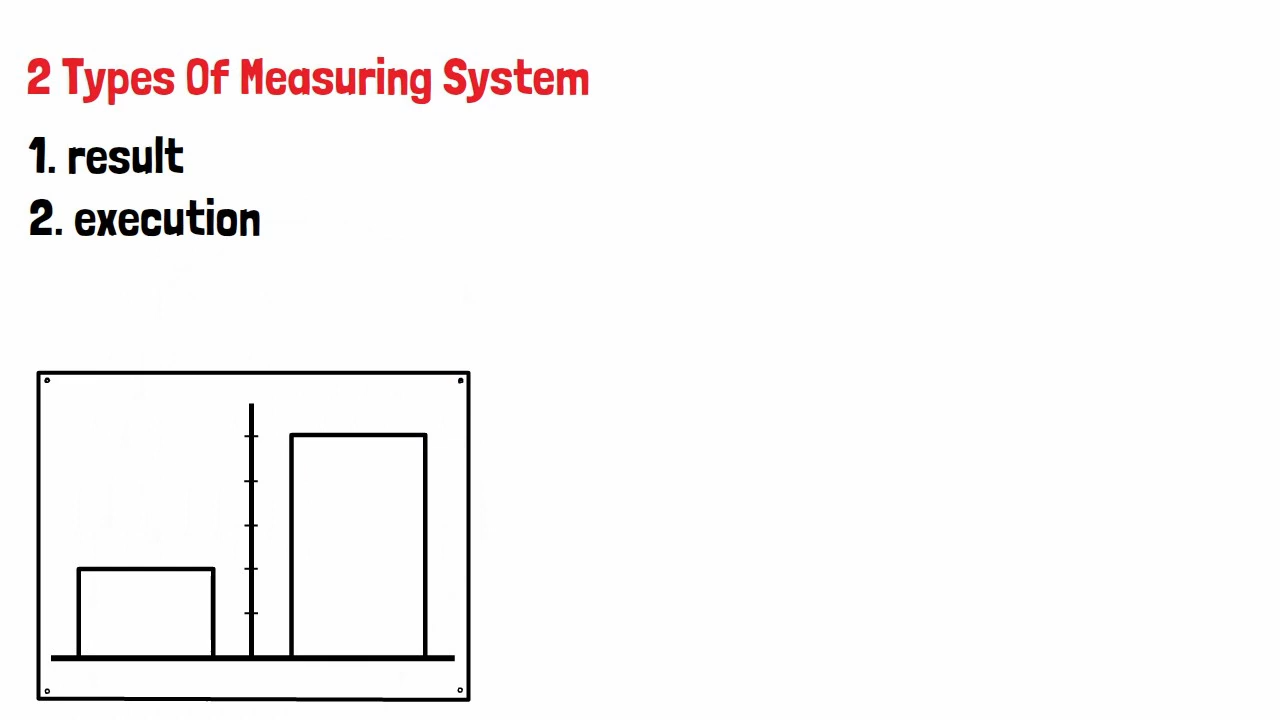 2 Types Of Measuring System
1. result
2. execution